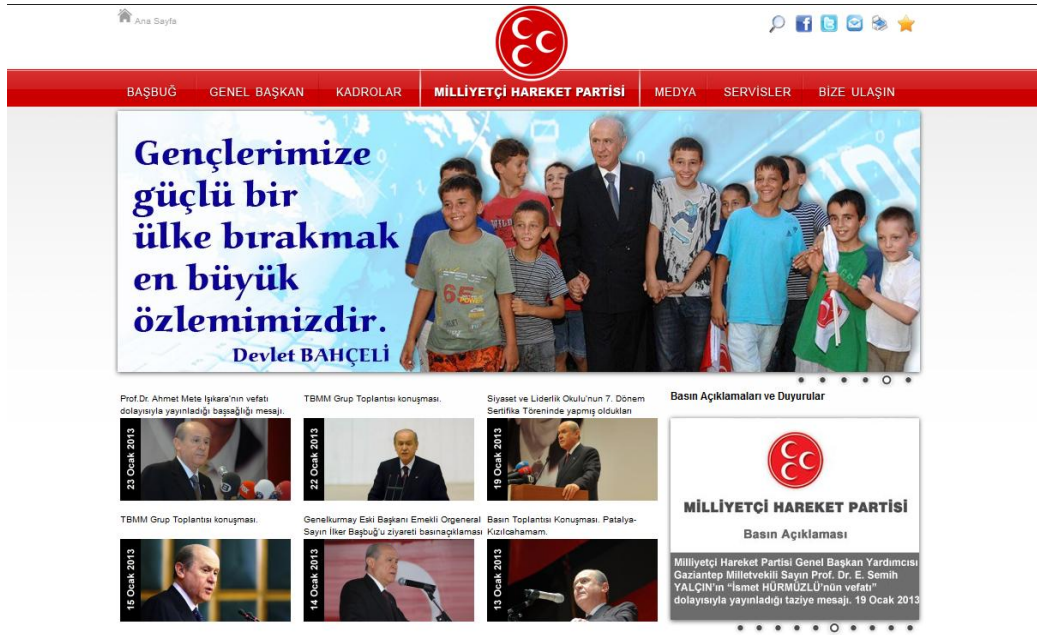 Ana Sayfa
BAŞBUĞ GENEL BAŞKAN KADROLAR MİLLİYETÇİ HAREKET PARTİSİ MEDYA SERVİSLER BİZE ULAŞIN
Gençlerimize
güçlü bir
ülke bırakmak
en büyük
özlemimizdir.
Devlet BAHÇELİ
Prof.Dr. Ahmet Mete Işıkara'nın vefatı
dolayısıyla yayınladığı başsağlığı mesajı.
23 Ocak 2013
TBMM Grup Toplantısı konuşması.
22 Ocak 2013
Siyaset ve Liderlik Okulu'nun 7. Dönem
Sertifika Töreninde yapmış oldukları
19 Ocak 2013
TBMM Grup Toplantısı konuşması.
15 Ocak 2013
Genelkurmay Eski Başkanı Emekli Orgeneral
Sayın İlker Başbuğ'u ziyareti basınaçıklaması
14 Ocak 2013
Basın Toplantısı Konuşması. Patalya-
Kızılcahamam.
13 Ocak 2013
Basın Açıklamaları ve Duyurular
MİLLİYETÇİ HAREKET PARTİSİ
Basın Açıklaması
Milliyetçi Hareket Partisi Genel Başkan Yardımcısı
Gaziantep Milletvekili Sayın Prof. Dr. E. Semih
YALÇIN'ın “İsmet HÜRMÜZLÜ'nün vefatı”
dolayısıyla yayınladığı taziye mesajı. 19 Ocak 2013